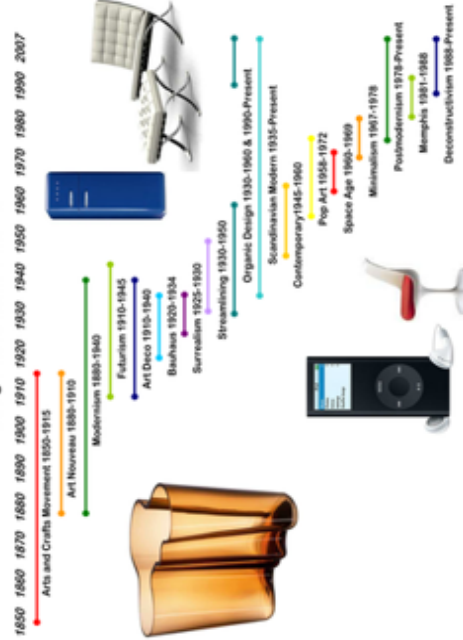 1850 1860 1870 1880 1890 1900 1910 1920 1930 1940 1950 1960 1970 1980 1990 2007
Arts and Crafts Movement 1850-1915
Art Nouveau 1880-1910
Modernism 1880-1940
Futurism 1910-1945
Art Deco 1910-1940
Bauhaus 1920-1934
Surrealism 1925-1930
Streamlining 1930-1950
Organic Design 1930-1960 & 1990-Present
Scandinavian Modern 1935-Present
Contemporary1945-1960
Pop Art 1958-1972
Space Age 1960-1969
Minimalism 1967-1978
Postmodernism 1978-Present
Memphis 1981-1988
Deconstructivism 1988-Present